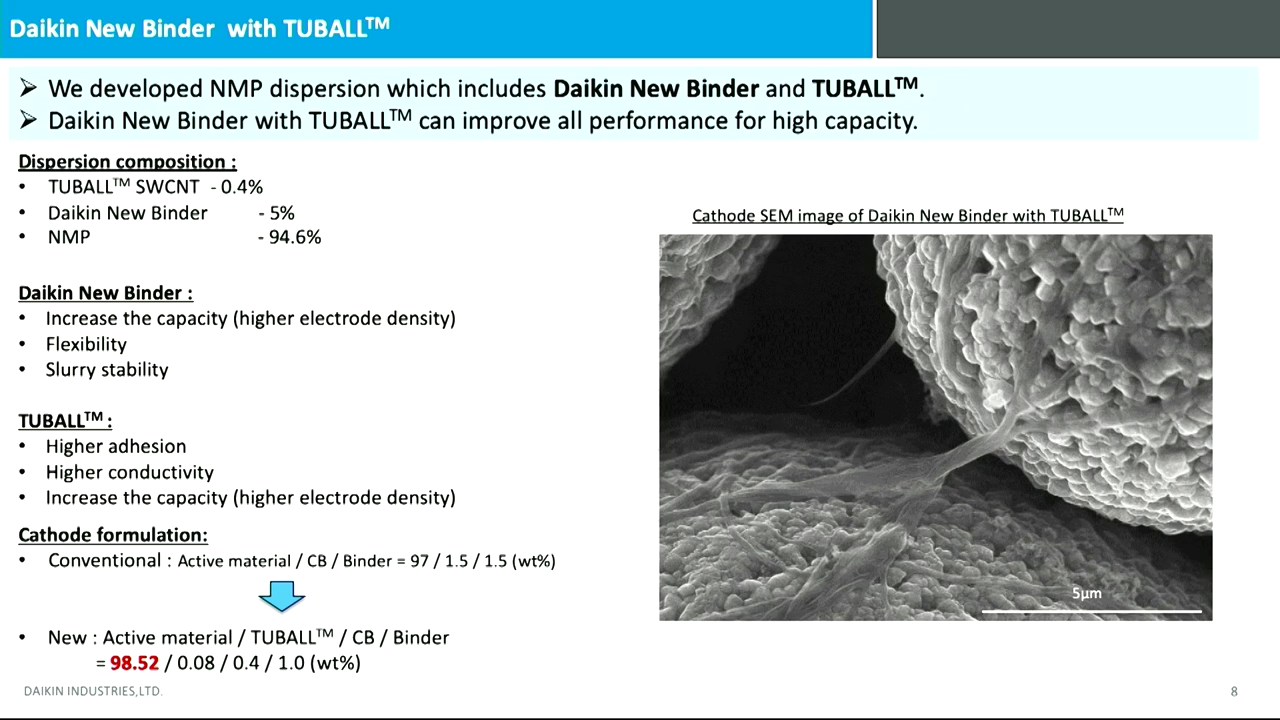 Daikin New Binder with TUBALL™
➢ We developed NMP dispersion which includes Daikin New Binder and TUBALL™.
➢ Daikin New Binder with TUBALL™ can improve all performance for high capacity.
Dispersion composition :
• TUBALL™ SWCNT - 0.4%
• Daikin New Binder - 5%
• NMP - 94.6%
Daikin New Binder :
• Increase the capacity (higher electrode density)
• Flexibility
• Slurry stability
TUBALL™ :
• Higher adhesion
• Higher conductivity
• Increase the capacity (higher electrode density)
Cathode formulation:
• Conventional : Active material / CB / Binder = 97 / 1.5 / 1.5 (wt%)
• New : Active material / TUBALL™ / CB / Binder
= 98.52 / 0.08 / 0.4 / 1.0 (wt%)
Cathode SEM image of Daikin New Binder with TUBALL™
5µm
DAIKIN INDUSTRIES,LTD.
8